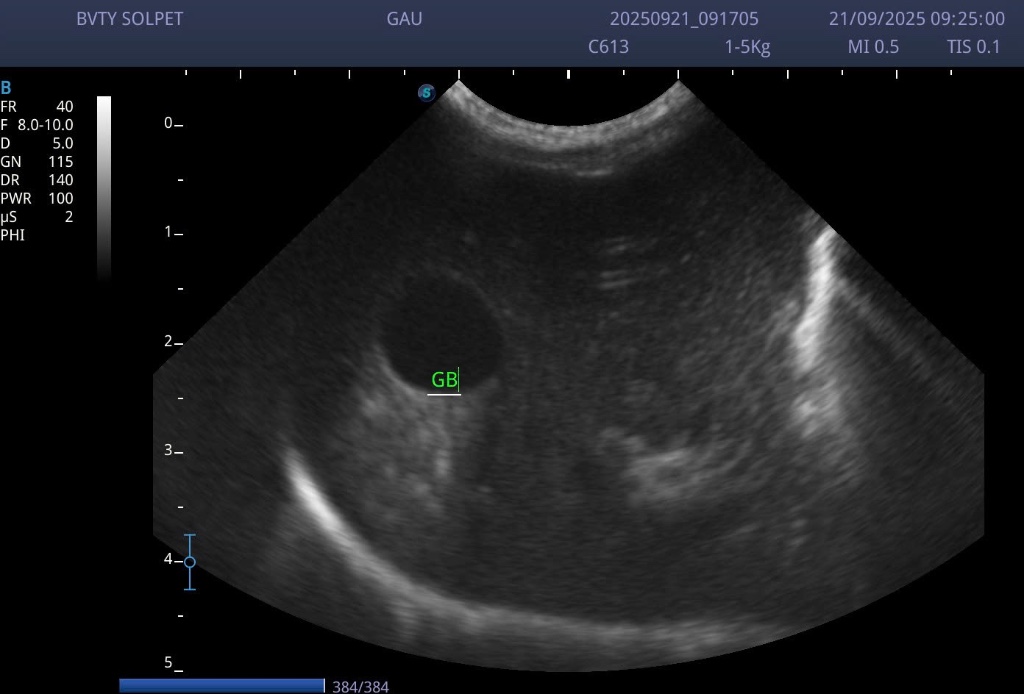 BVTY SOLPET GAU 20250921_091705 21/09/2025 09:25:00
C613 1-5Kg MI 0.5 TIS 0.1
B
FR 40
F 8.0-10.0
D 5.0
GN 115
DR 140
PWR 100
µS 2
PHI
S
0
1
2
GB
3
4
5
384/384